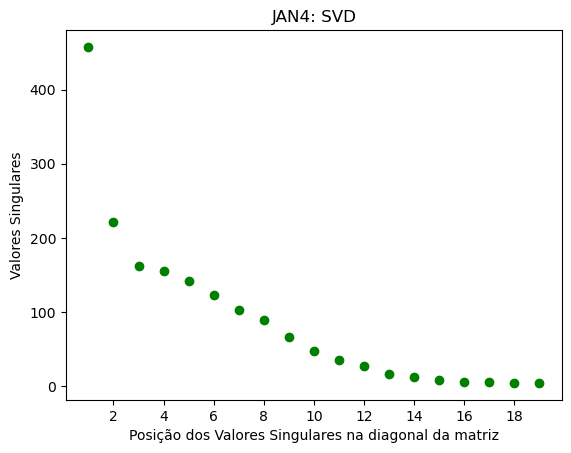 JAN4: SVD
Valores Singulares
400
300
200
100
0
2 4 6 8 10 12 14 16 18
Posição dos Valores Singulares na diagonal da matriz